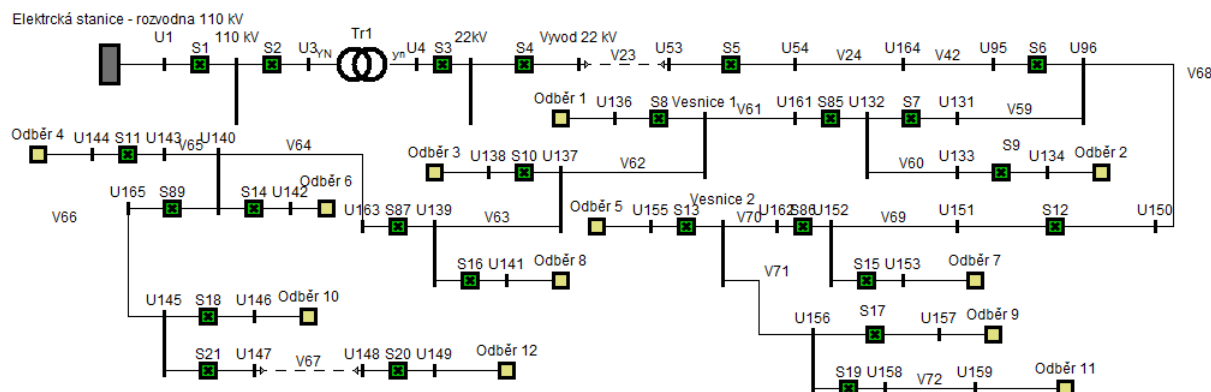 Elektrcká stanice - rozvodna 110 kV
U1 S1 110 kV S2 U3 YN Tr1 yn U4 S3 22kV S4 Vyvod 22 kV V23 U53 S5 U54 V24 U164 V42 U95 S6 U96
V68
Odběr 1 U136 S8 Vesnice 1 V61 U161 S85 U132 S7 U131 V59
Odběr 4 U144 S11 U143 V65 U140 V64
Odběr 3 U138 S10 U137 V62 V60 U133 S9 U134 Odběr 2
U165 S89 S14 U142 Odběr 6
V66 U163 S87 U139 V63 Odběr 5 U155 S13 Vesnice 2 V70 U162 S86 U152 V69 U151 S12 U150
S16 U141 Odběr 8 V71 S15 U153 Odběr 7
U145 S18 U146 Odběr 10 U156 S17 U157 Odběr 9
S21 U147 V67 U148 S20 U149 Odběr 12 S19 U158 V72 U159 Odběr 11